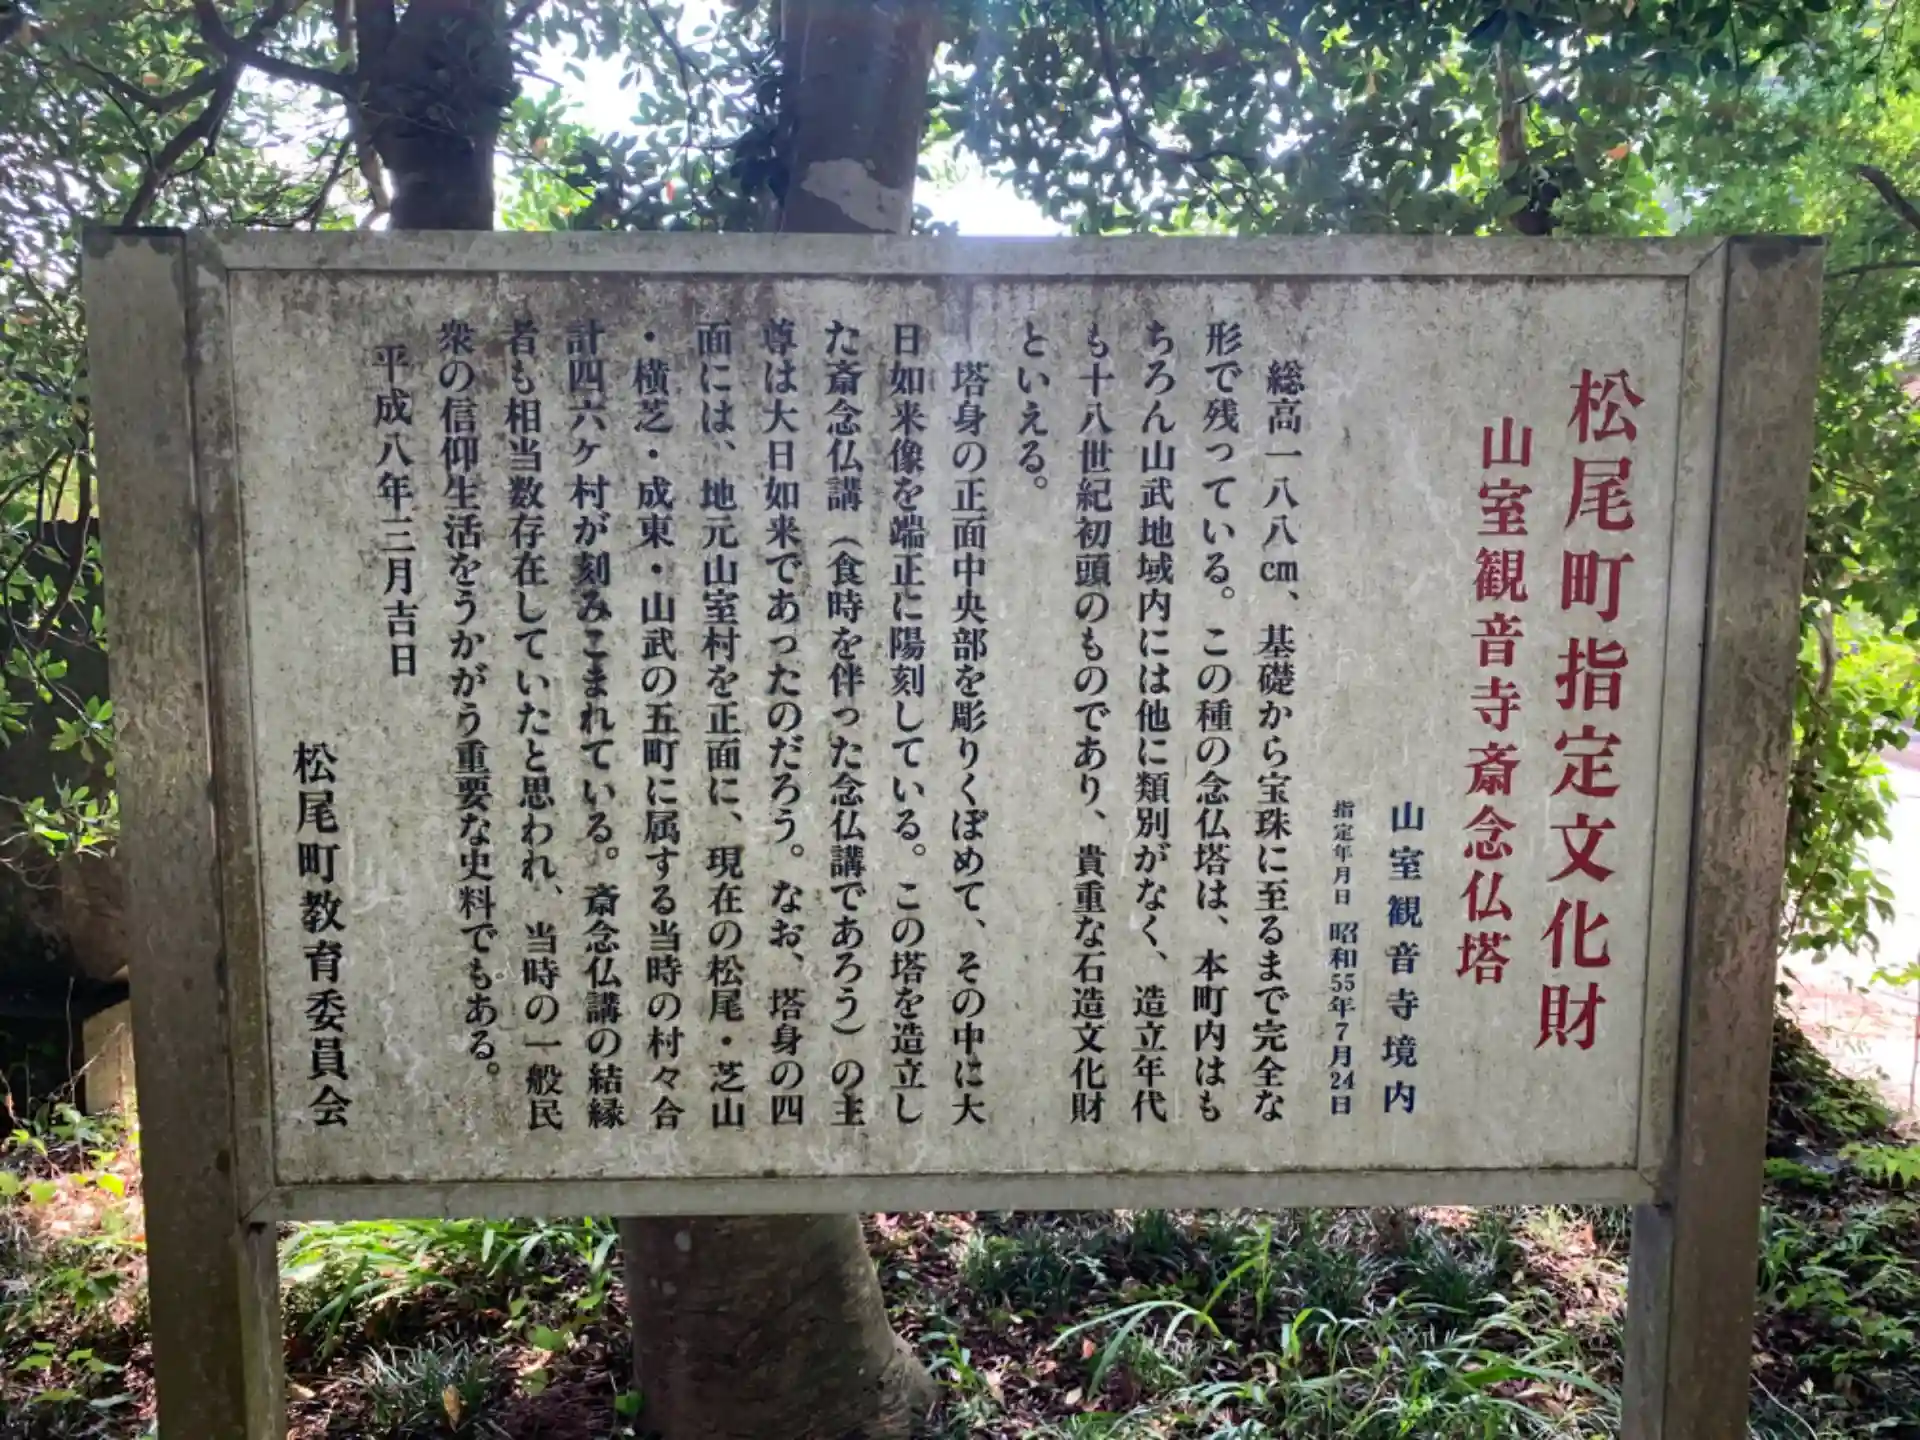 松尾町指定文化財
山室観音寺斎念仏塔
山室観音寺境内
指定年月日 昭和55年7月24日
総高一八八㎝、基礎から宝珠に至るまで完全な
形で残っている。この種の念仏塔は、本町内はも
ちろん山武地域内には他に類別がなく、造立年代
も十八世紀初頭のものであり、貴重な石造文化財
といえる。
塔身の正面中央部を彫りくぼめて、その中に大
日如来像を端正に陽刻している。この塔を造立し
た斎念仏講（食時を伴った念仏講であろう）の主
尊は大日如来であったのだろう。なお、塔身の四
面には、地元山室村を正面に、現在の松尾・芝山
・横芝・成東・山武の五町に属する当時の村々合
計四六ヶ村が刻みこまれている。斎念仏講の結縁
者も相当数存在していたと思われ、当時の一般民
衆の信仰生活をうかがう重要な史料でもある。
平成八年三月吉日
松尾町教育委員会